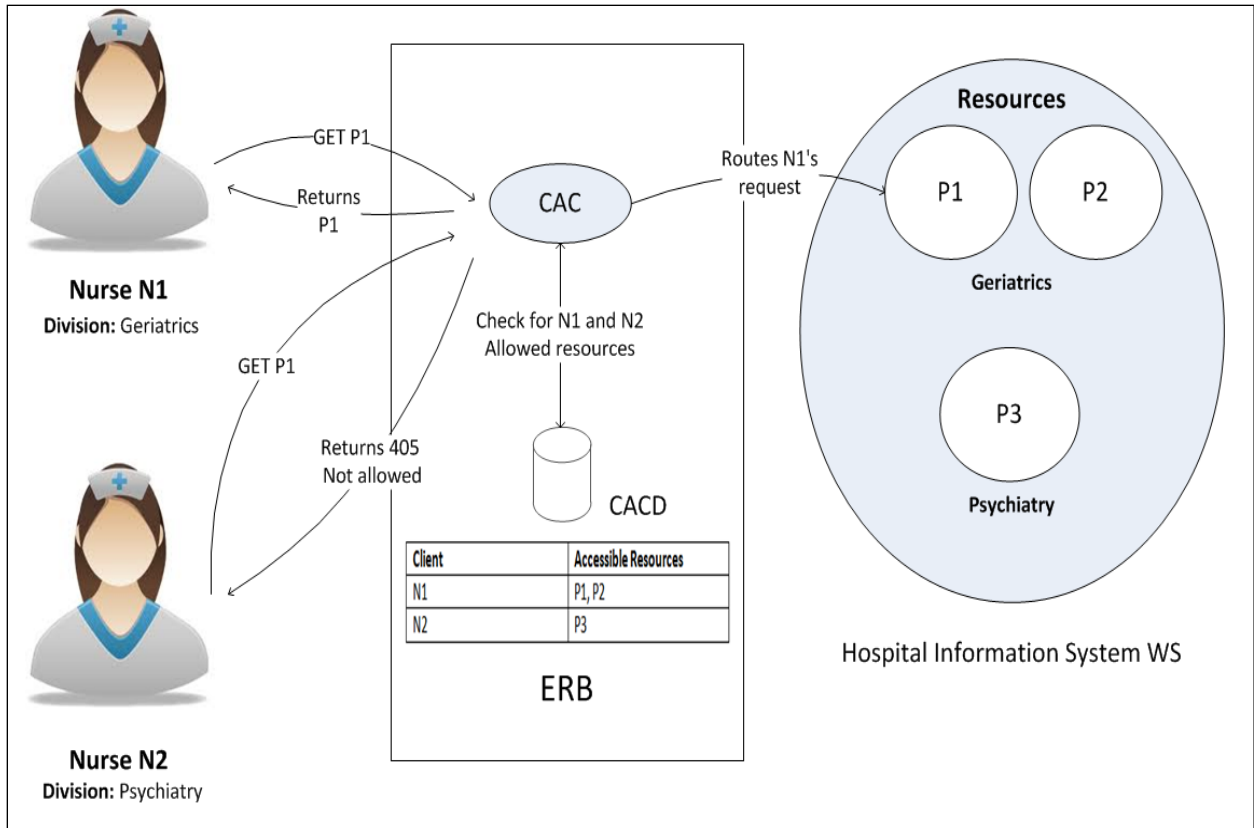 GET P1
Returns
P1
Nurse N1
Division: Geriatrics
GET P1
Returns 405
Not allowed
Nurse N2
Division: Psychiatry
CAC
Check for N1 and N2
Allowed resources
CACD
Client Accessible Resources
N1 P1, P2
N2 P3
ERB
Routes N1's
request
Resources
P1
P2
Geriatrics
P3
Psychiatry
Hospital Information System WS